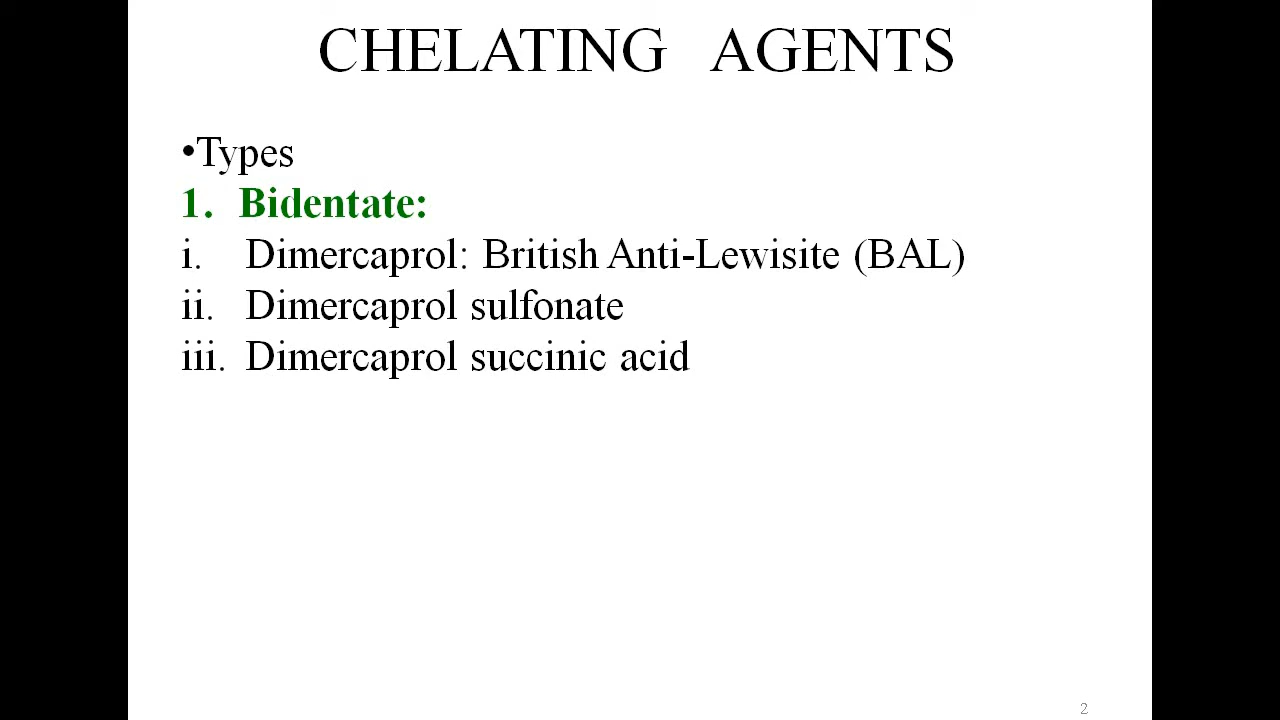 CHELATING AGENTS
•Types
1. Bidentate:
i. Dimercaprol: British Anti-Lewisite (BAL)
ii. Dimercaprol sulfonate
iii. Dimercaprol succinic acid
2